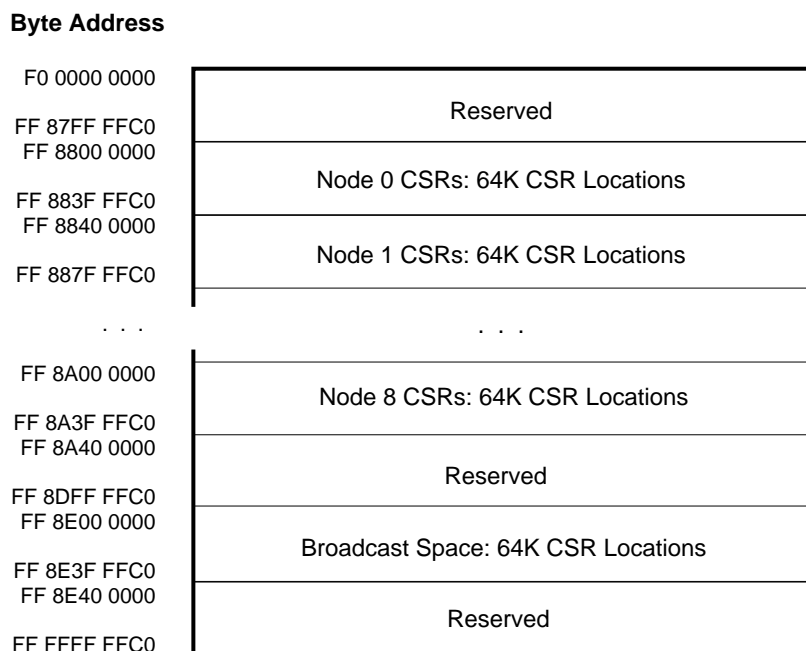 Byte Address
F0 0000 0000
Reserved
FF 87FF FFC0
FF 8800 0000
Node 0 CSRs: 64K CSR Locations
FF 883F FFC0
FF 8840 0000
Node 1 CSRs: 64K CSR Locations
FF 887F FFC0
. . .
. . .
FF 8A00 0000
Node 8 CSRs: 64K CSR Locations
FF 8A3F FFC0
FF 8A40 0000
Reserved
FF 8DFF FFC0
FF 8E00 0000
Broadcast Space: 64K CSR Locations
FF 8E3F FFC0
FF 8E40 0000
Reserved
FF FFFF FFC0